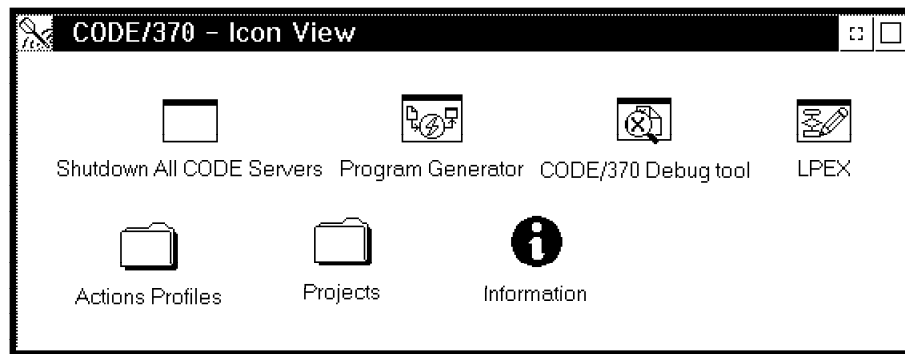 CODE/370 - Icon View
Shutdown All CODE Servers Program Generator CODE/370 Debug tool LPEX
Actions Profiles Projects Information